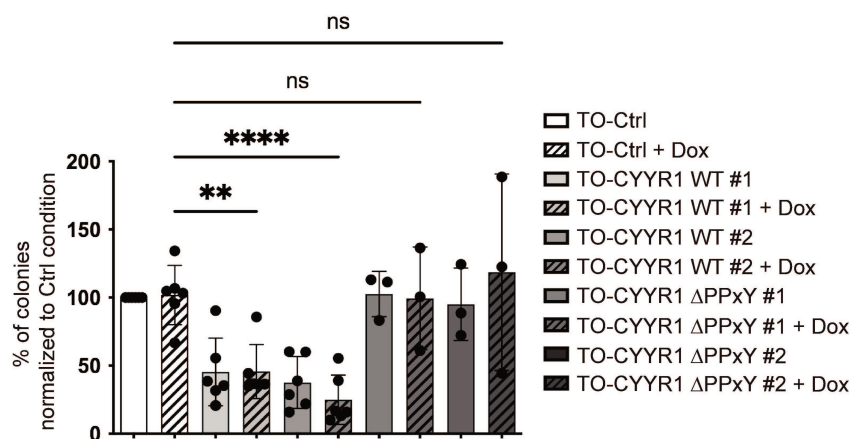 ns
ns
****
**
200
150
100
50
0
% of colonies
normalized to Ctrl condition
TO-Ctrl
TO-Ctrl + Dox
TO-CYYR1 WT #1
TO-CYYR1 WT #1 + Dox
TO-CYYR1 WT #2
TO-CYYR1 WT #2 + Dox
TO-CYYR1 ΔPPxY #1
TO-CYYR1 ΔPPxY #1 + Dox
TO-CYYR1 ΔPPxY #2
TO-CYYR1 ΔPPxY #2 + Dox